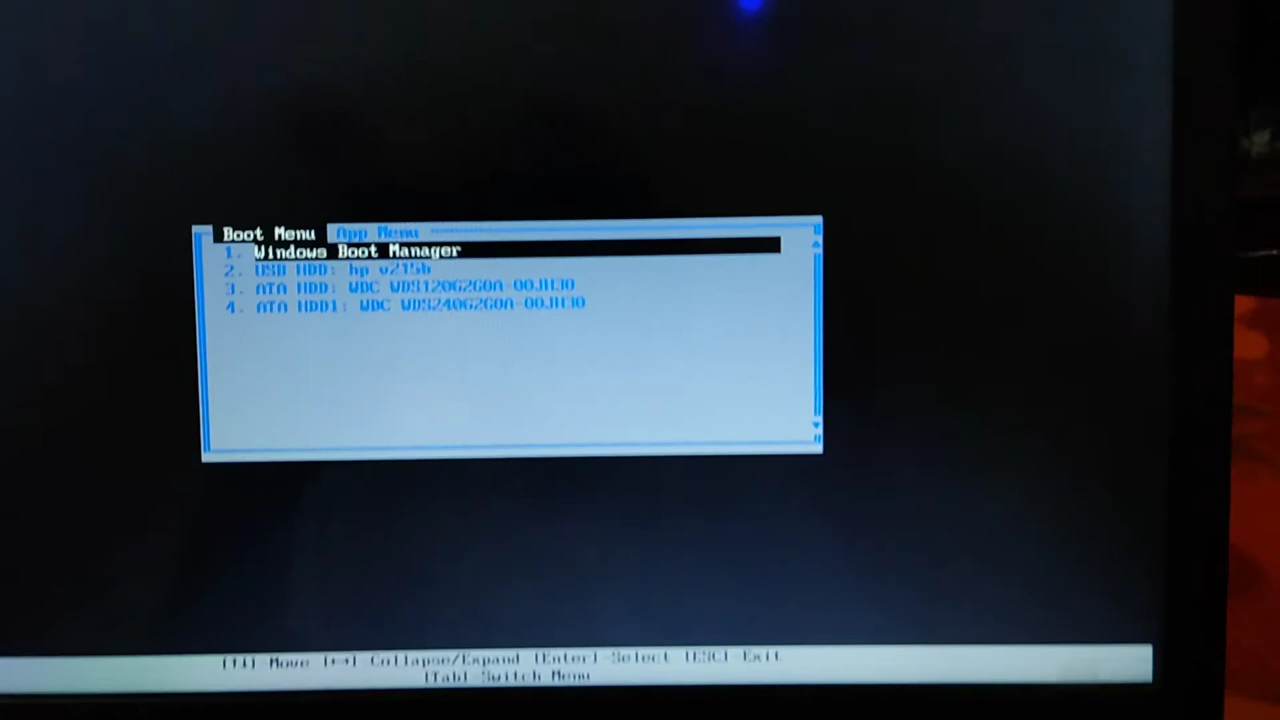 Boot Menu App Menu
1. Windows Boot Manager
2. USB HDD: hp v215b
3. ATA HDD: WDC WDS120G2G0A-00JH30
4. ATA HDD1: WDC WDS240G2G0A-00JH30
[↑↓] Move [←→] Collapse/Expand [Enter] Select [ESC] Exit
[Tab] Switch Menu